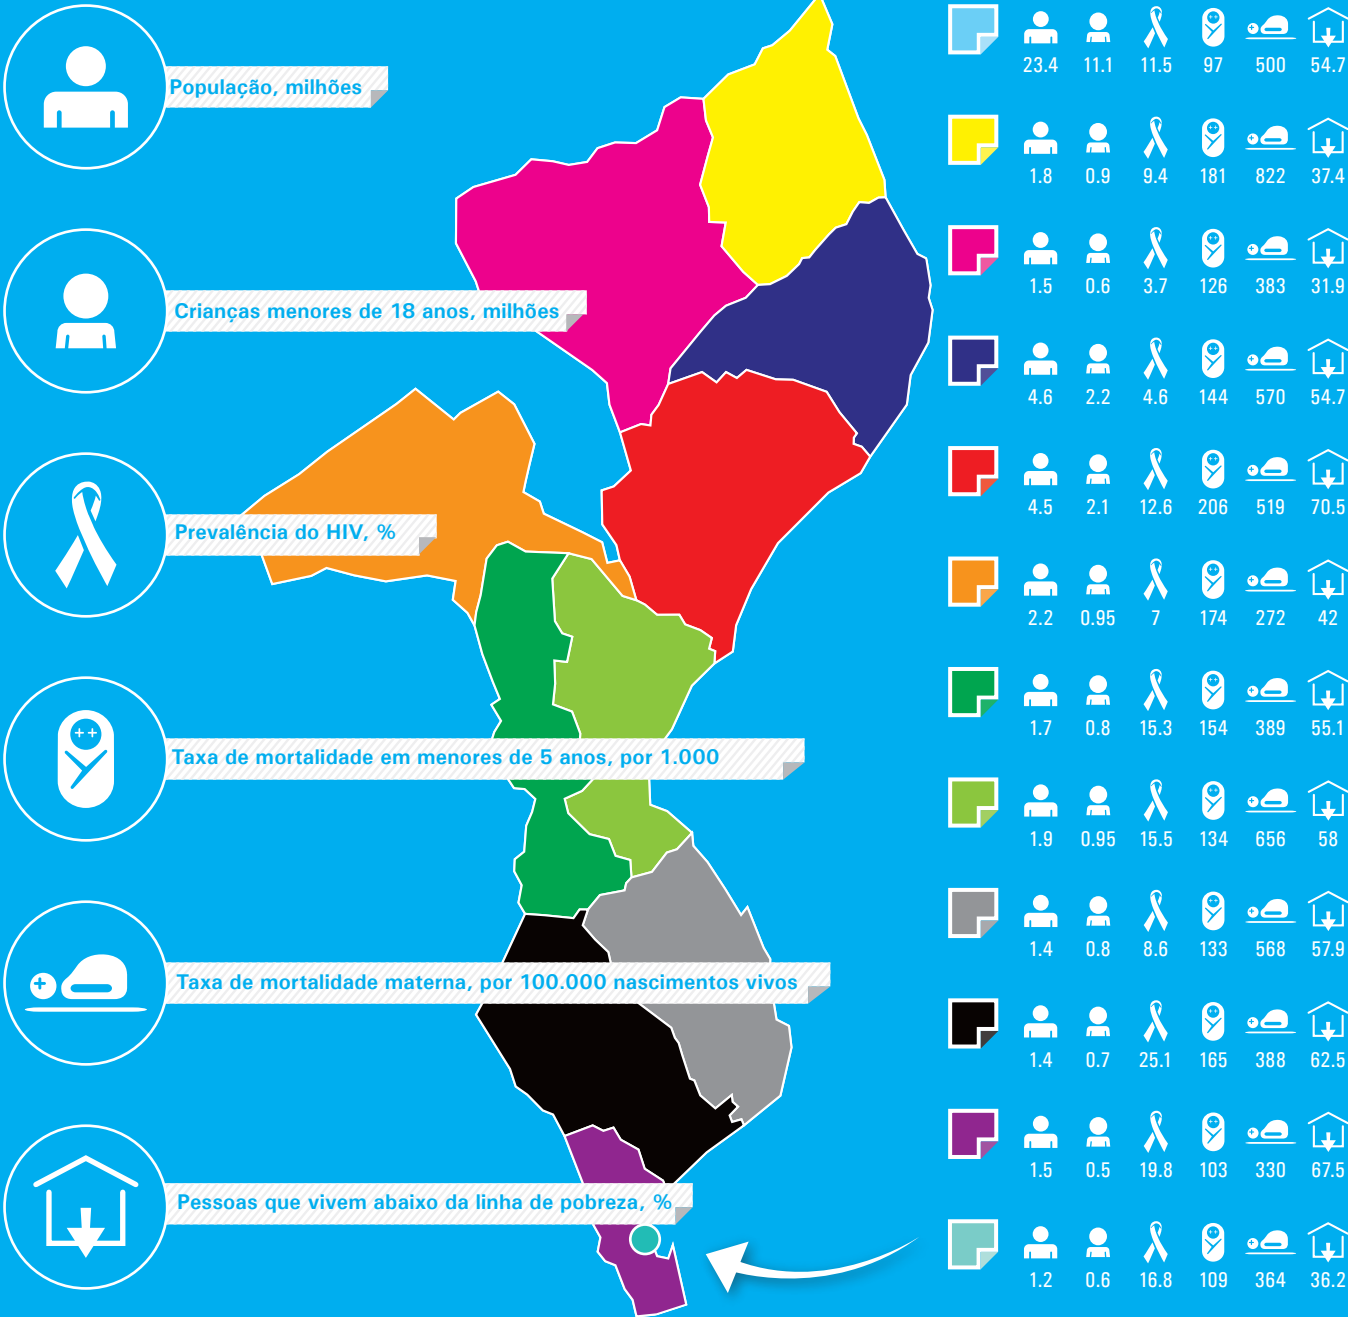 População, milhões
Crianças menores de 18 anos, milhões
Prevalência do HIV, %
Taxa de mortalidade em menores de 5 anos, por 1.000
Taxa de mortalidade materna, por 100.000 nascimentos vivos
Pessoas que vivem abaixo da linha de pobreza, %
23.4 11.1 11.5 97 500 54.7
1.8 0.9 9.4 181 822 37.4
1.5 0.6 3.7 126 383 31.9
4.6 2.2 4.6 144 570 54.7
4.5 2.1 12.6 206 519 70.5
2.2 0.95 7 174 272 42
1.7 0.8 15.3 154 389 55.1
1.9 0.95 15.5 134 656 58
1.4 0.8 8.6 133 568 57.9
1.4 0.7 25.1 165 388 62.5
1.5 0.5 19.8 103 330 67.5
1.2 0.6 16.8 109 364 36.2